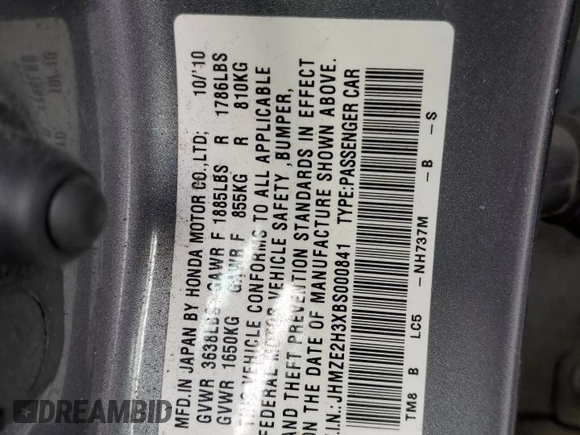 MFD.IN JAPAN BY HONDA MOTOR CO.,LTD; 10/'10
GVWR 3638LBS GAWR F 1885LBS R 1786LBS
GVWR 1650KG GAWR F 855KG R 810KG
THIS VEHICLE CONFORMS TO ALL APPLICABLE
FEDERAL MOTOR VEHICLE SAFETY ,BUMPER,
AND THEFT PREVENTION STANDARDS IN EFFECT
ON THE DATE OF MANUFACTURE SHOWN ABOVE.
V.I.N.:JHMZE2H3XBS000841 TYPE:PASSENGER CAR
TM8 B LC5 -NH737M -B -S
DREAMBID.COM